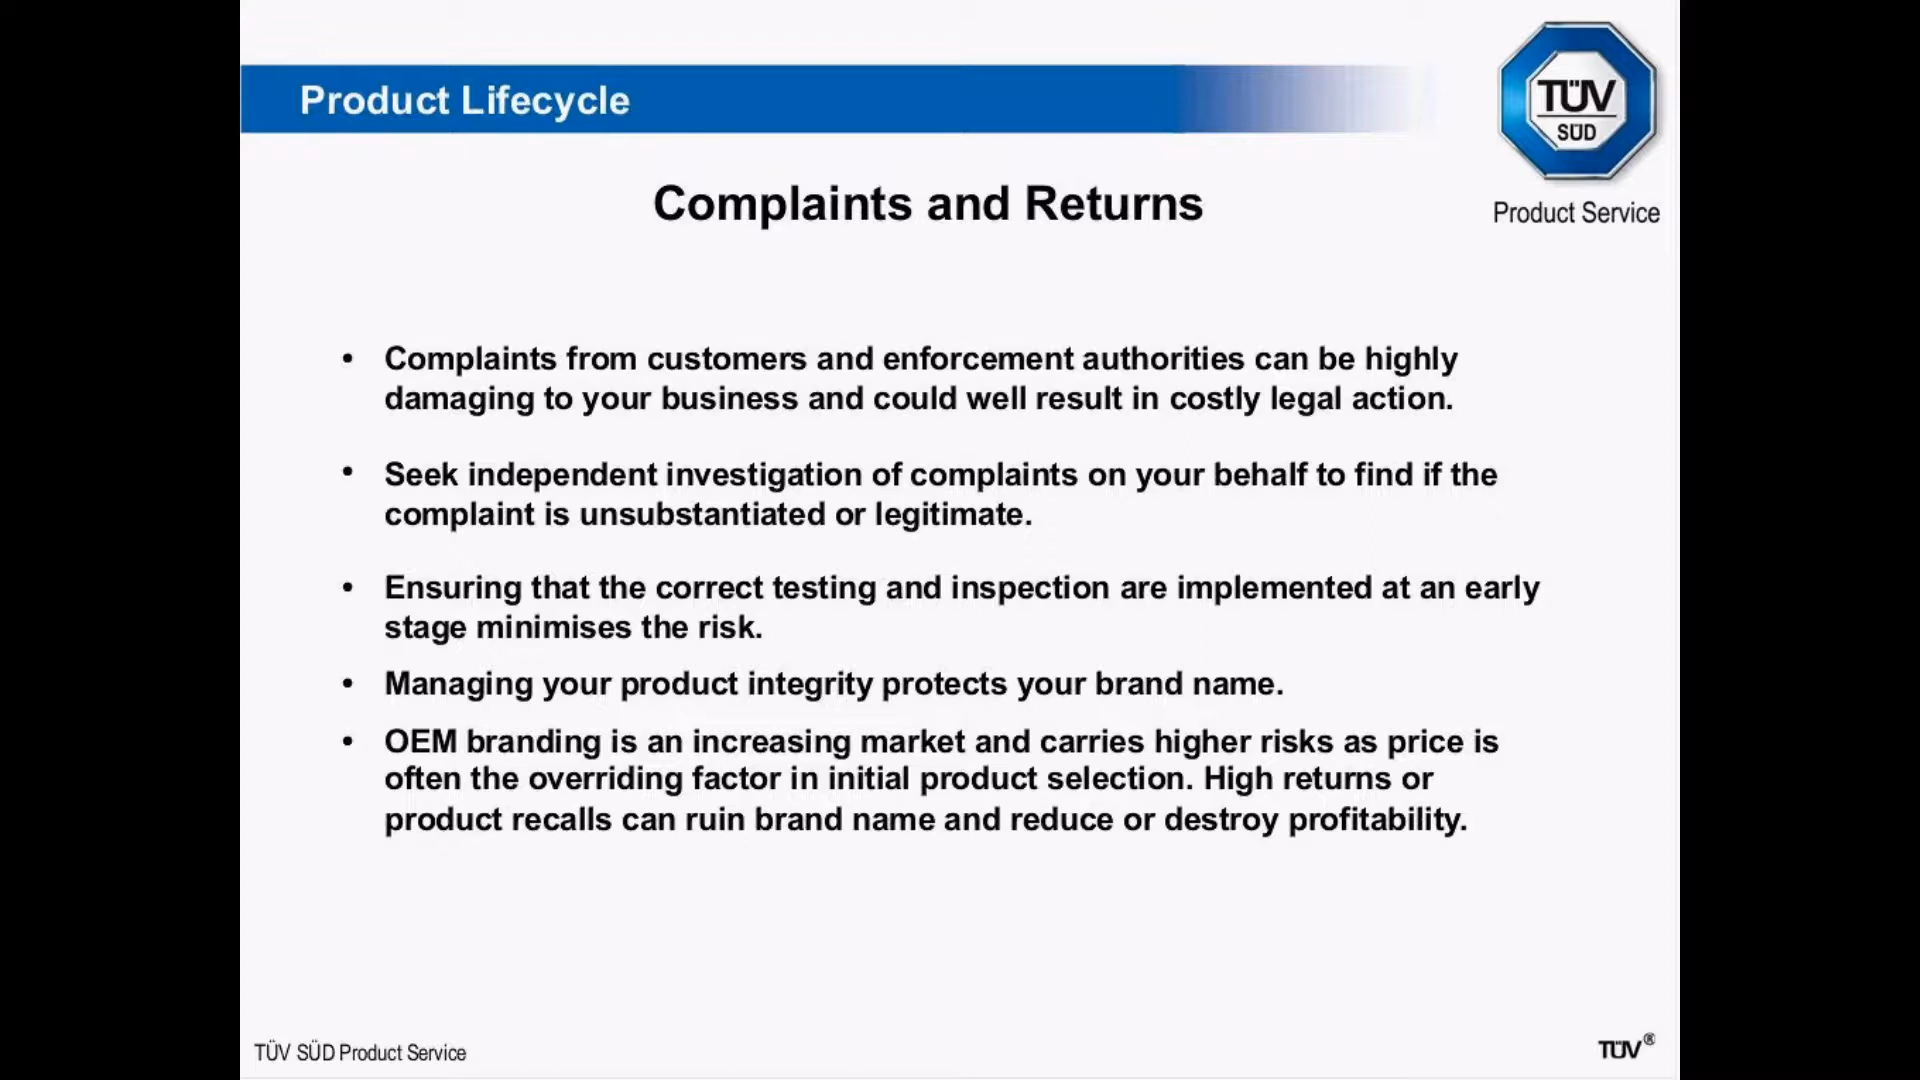 Product Lifecycle
TÜV
SÜD
Product Service
Complaints and Returns
• Complaints from customers and enforcement authorities can be highly
damaging to your business and could well result in costly legal action.
• Seek independent investigation of complaints on your behalf to find if the
complaint is unsubstantiated or legitimate.
• Ensuring that the correct testing and inspection are implemented at an early
stage minimises the risk.
• Managing your product integrity protects your brand name.
• OEM branding is an increasing market and carries higher risks as price is
often the overriding factor in initial product selection. High returns or
product recalls can ruin brand name and reduce or destroy profitability.
TÜV SÜD Product Service
TÜV®